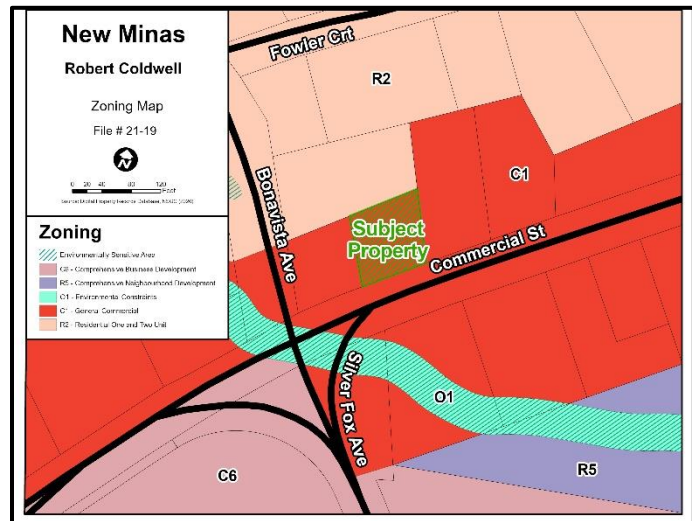 New Minas
Robert Coldwell
Zoning Map
File # 21-19
0 20 40 80 120
Feet
Zoning
Environmentally Sensitive Area
C6 - Comprehensive Business Development
R5 - Comprehensive Neighbourhood Development
O1 - Environmental Constraints
C1 - General Commercial
R2 - Residential One and Two Unit
Fowler Crt
R2
Bonavista Ave
C1
Subject
Property
Commercial St
Silver Fox Ave
O1
R5
C6